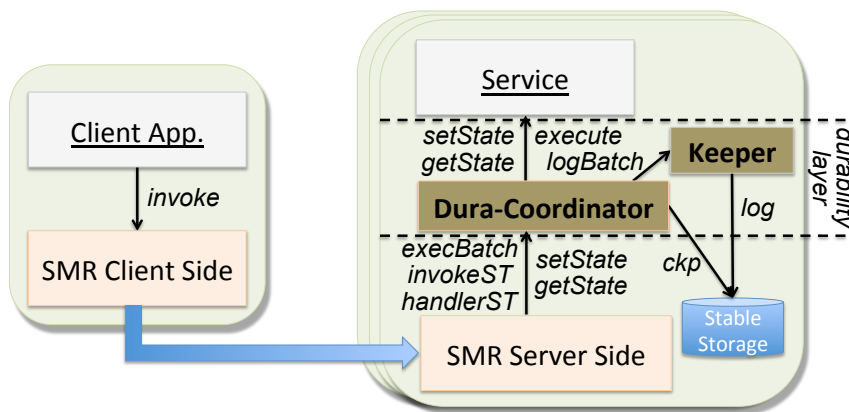 Client App.
invoke
SMR Client Side
Service
setState
getState
execute
logBatch
Keeper
durability
layer
Dura-Coordinator
log
execBatch
invokeST
handlerST
setState
getState
ckp
Stable
Storage
SMR Server Side